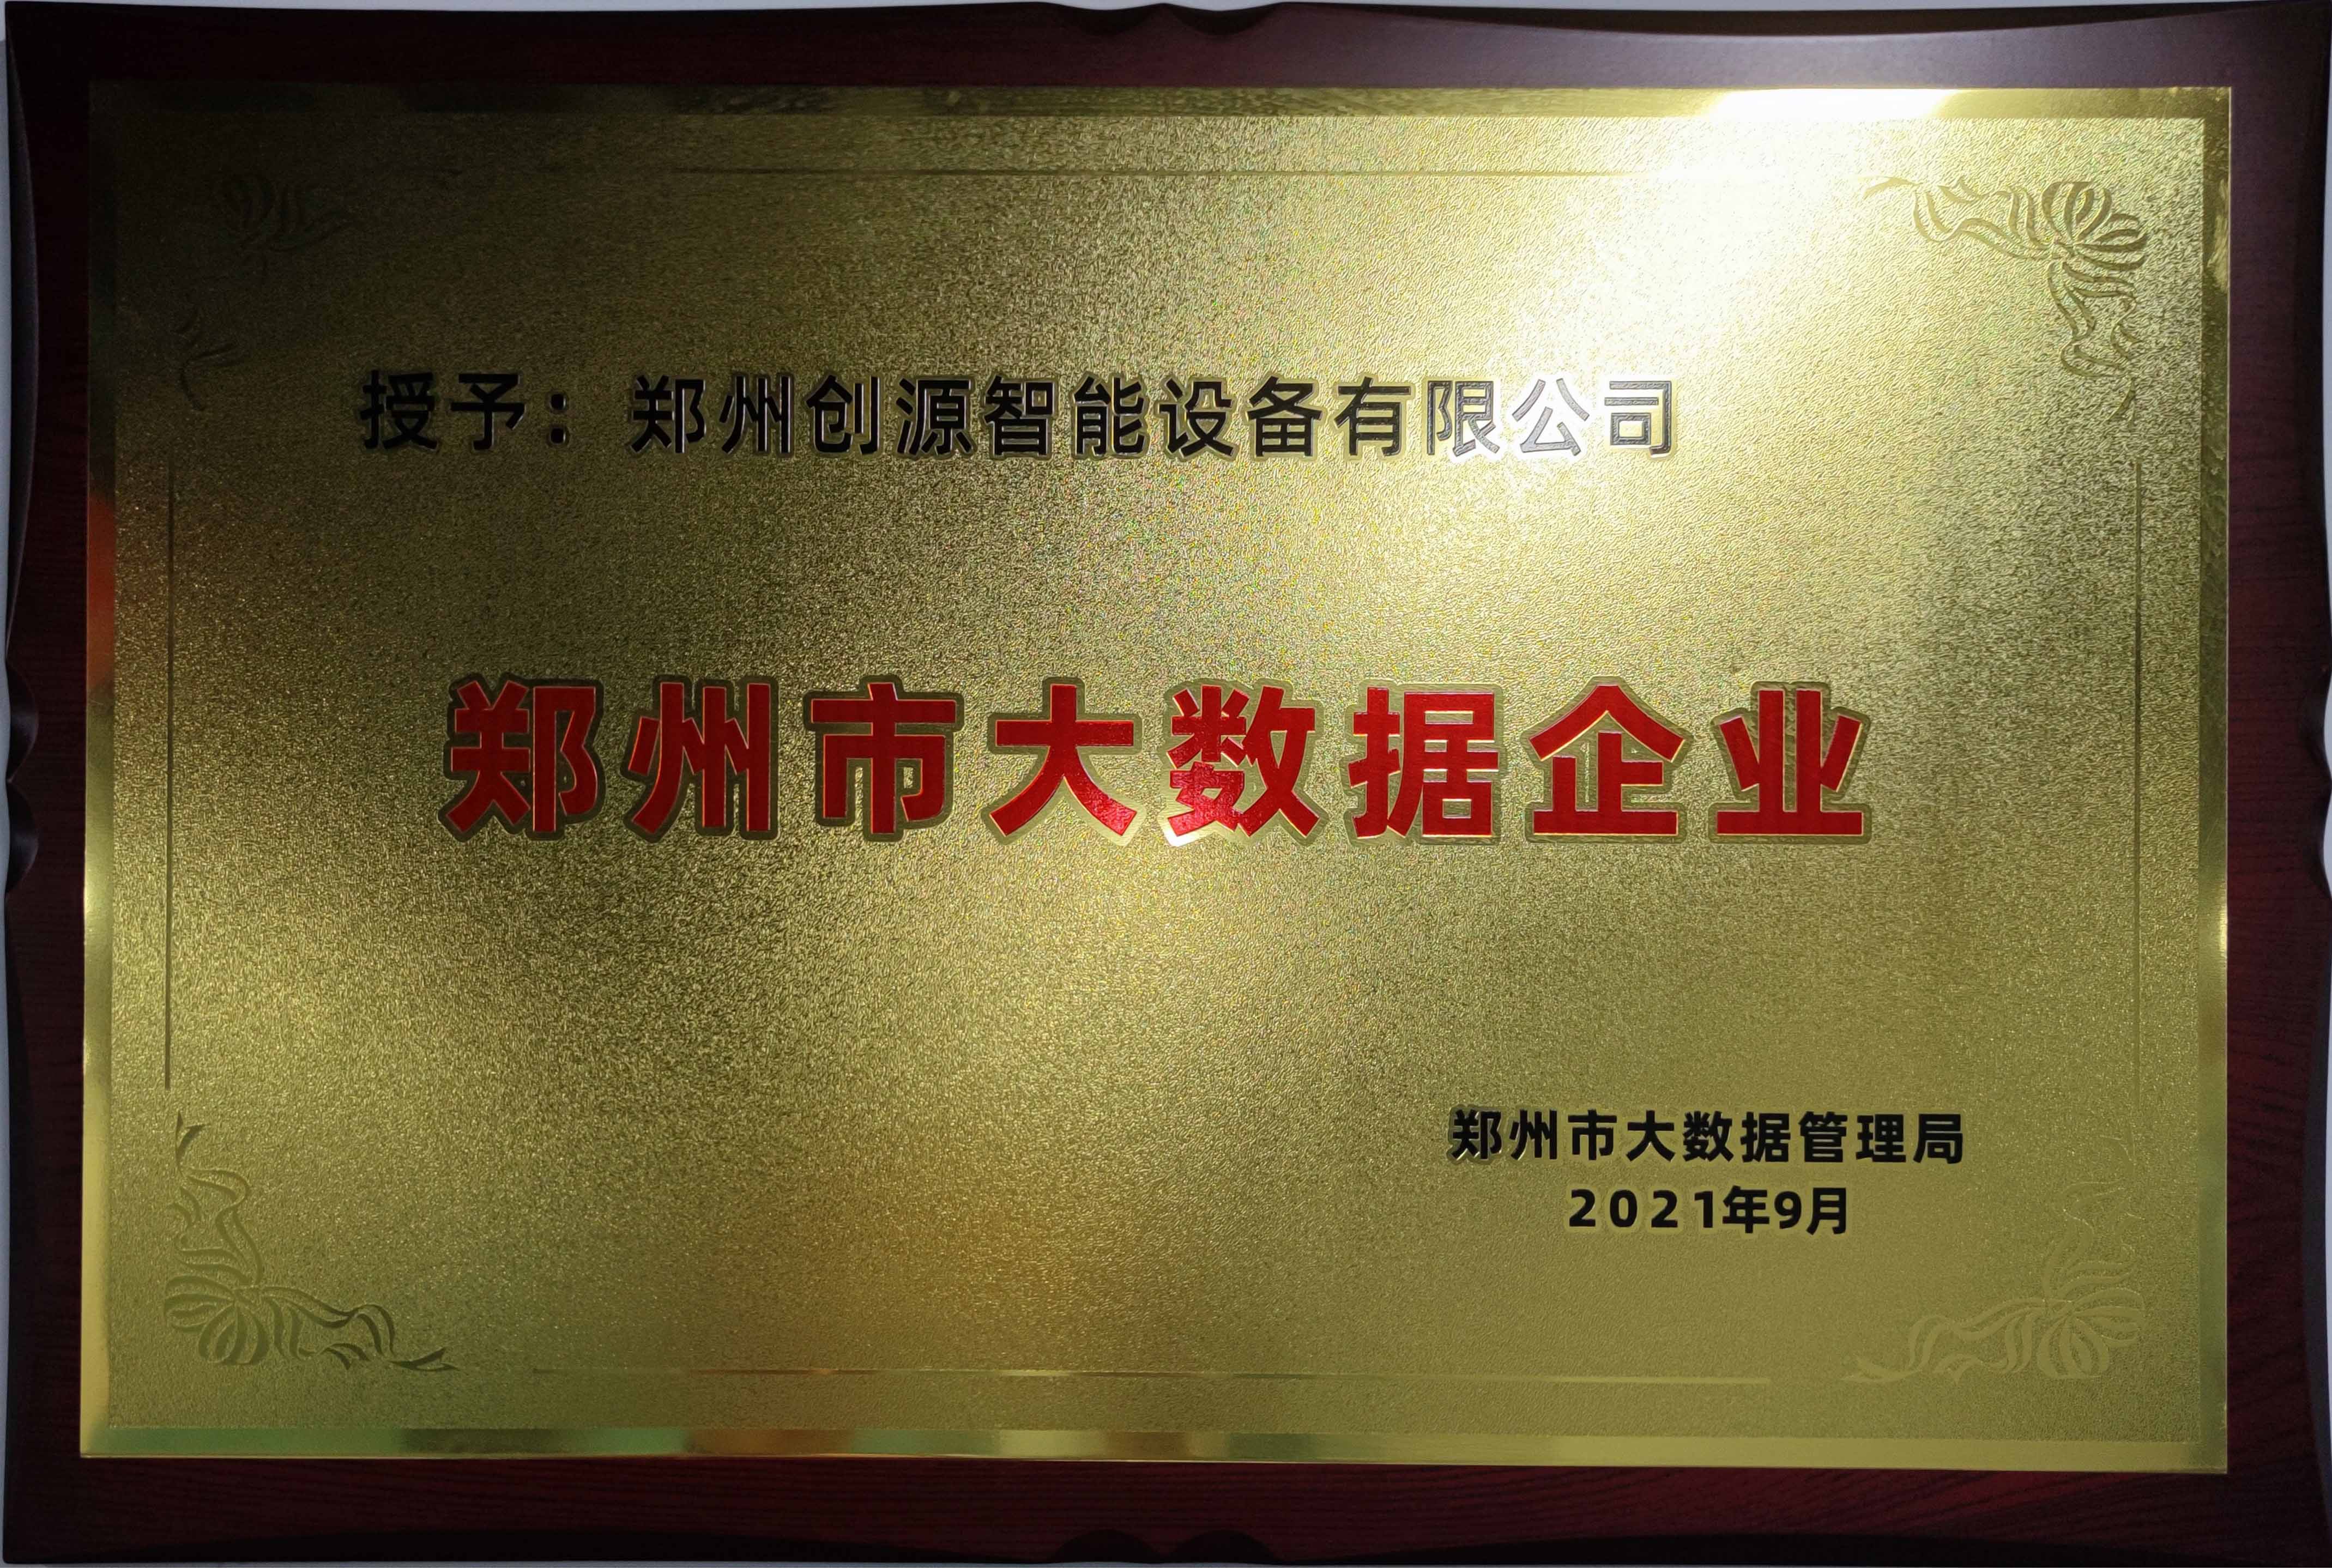 授予：郑州创源智能设备有限公司
郑州市大数据企业
郑州市大数据管理局
2021年9月